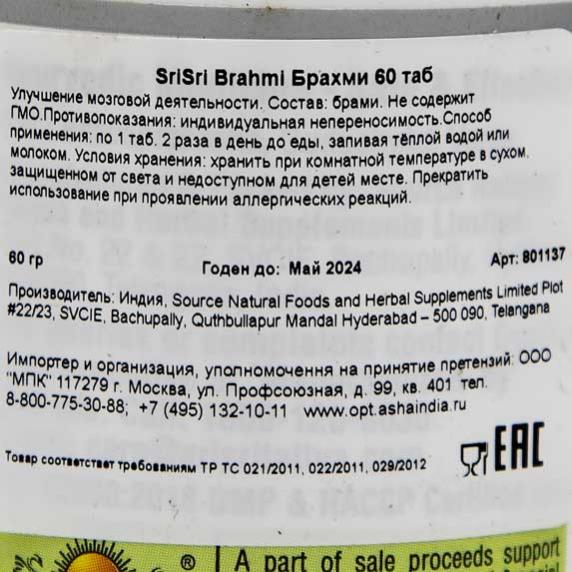 SriSri Brahmi Брахми 60 таб
Улучшение мозговой деятельности. Состав: брами. Не содержит
ГМО.Противопоказания: индивидуальная непереносимость.Способ
применения: по 1 таб. 2 раза в день до еды, запивая тёплой водой или
молоком. Условия хранения: хранить при комнатной температуре в сухом,
защищенном от света и недоступном для детей месте. Прекратить
использование при проявлении аллергических реакций.
60 гр Годен до: Май 2024 Арт: 801137
Производитель: Индия, Source Natural Foods and Herbal Supplements Limited Plot
#22/23, SVCIE, Bachupally, Quthbullapur Mandal Hyderabad – 500 090, Telangana
Импортер и организация, уполномочення на принятие претензий: ООО
"МПК" 117279 г. Москва, ул. Профсоюзная, д. 99, кв. 401 тел.
8-800-775-30-88; +7 (495) 132-10-11 www.opt.ashaindia.ru
Товар соответствует требованиям ТР ТС 021/2011, 022/2011, 029/2012
EAC
® A part of sale proceeds support